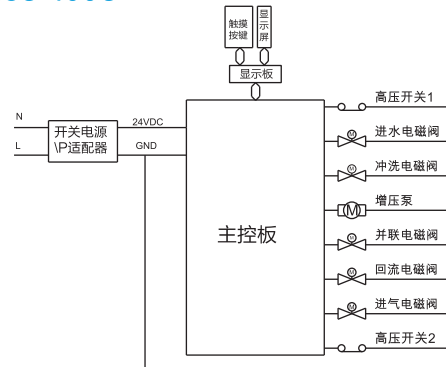 触摸
按键
显示屏
显示板
N
L
开关电源
\P适配器
24VDC
GND
主控板
高压开关1
进水电磁阀
M
冲洗电磁阀
M
增压泵
M
并联电磁阀
M
回流电磁阀
M
进气电磁阀
M
高压开关2